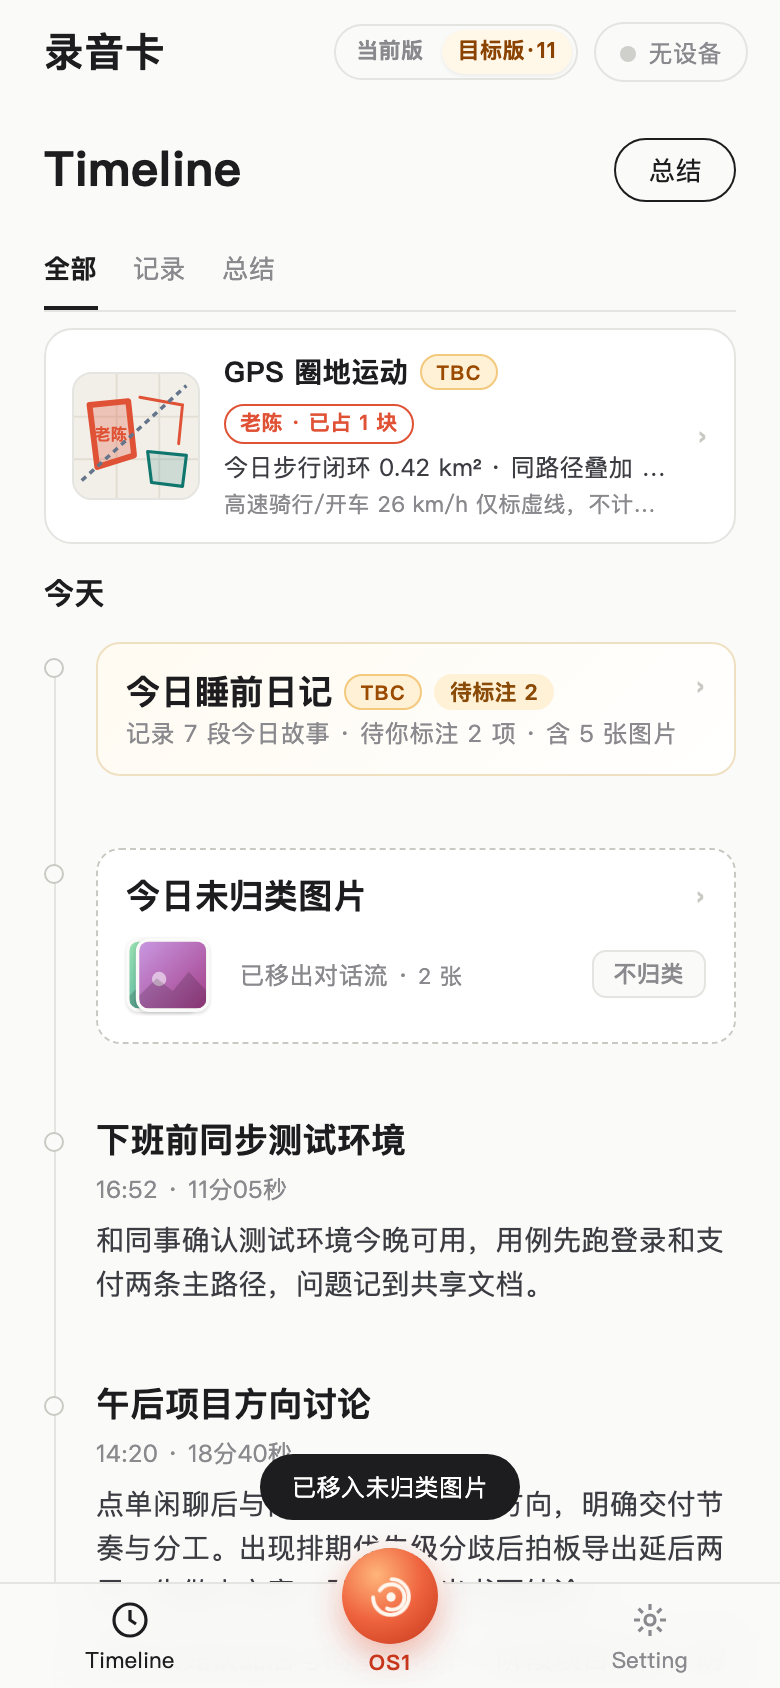 录音卡
当前版
目标版·11
无设备
Timeline
总结
全部
记录
总结
老陈
GPS 圈地运动
TBC
老陈 · 已占 1 块
今日步行闭环 0.42 km² · 同路径叠加 ...
高速骑行/开车 26 km/h 仅标虚线，不计...
今天
今日睡前日记
TBC
待标注 2
记录 7 段今日故事 · 待你标注 2 项 · 含 5 张图片
今日未归类图片
已移出对话流 · 2 张
不归类
下班前同步测试环境
16:52 · 11分05秒
和同事确认测试环境今晚可用，用例先跑登录和支
付两条主路径，问题记到共享文档。
午后项目方向讨论
14:20 · 18分40秒
已移入未归类图片
点单闲聊后与
方向，明确交付节
奏与分工。出现排期优先级分歧后拍板导出延后两
Timeline
OS1
Setting